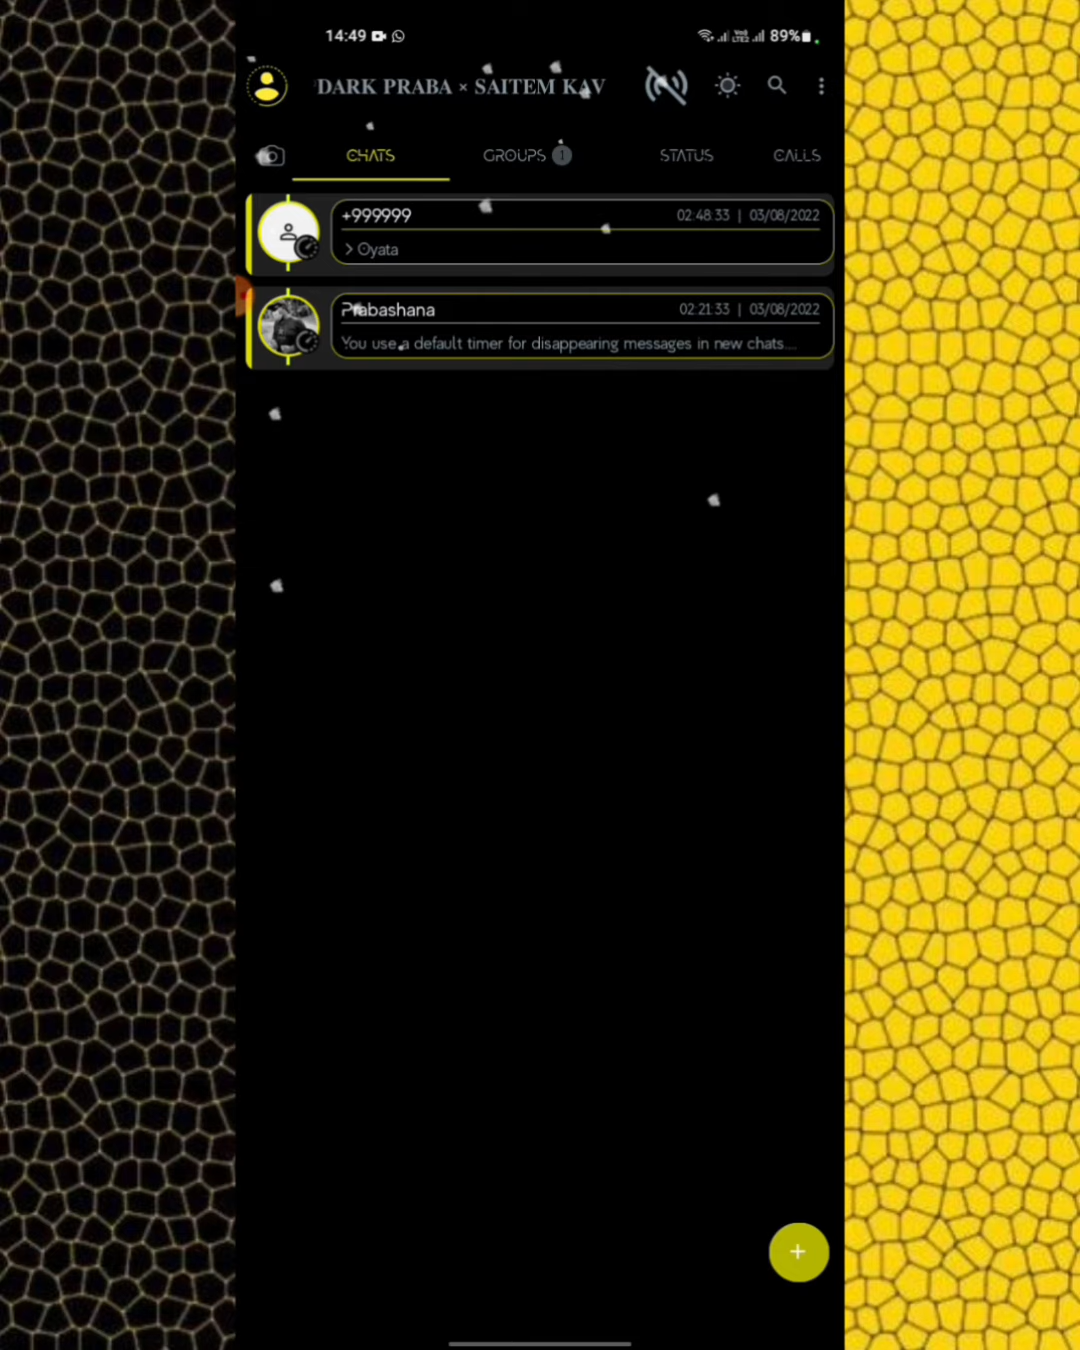 14:49 89%
DARK PRABA × SAITEM KAV
CHATS GROUPS 1 STATUS CALLS
+999999 02:48:33 | 03/08/2022
> Oyata
Prabashana 02:21:33 | 03/08/2022
You use a default timer for disappearing messages in new chats....
+